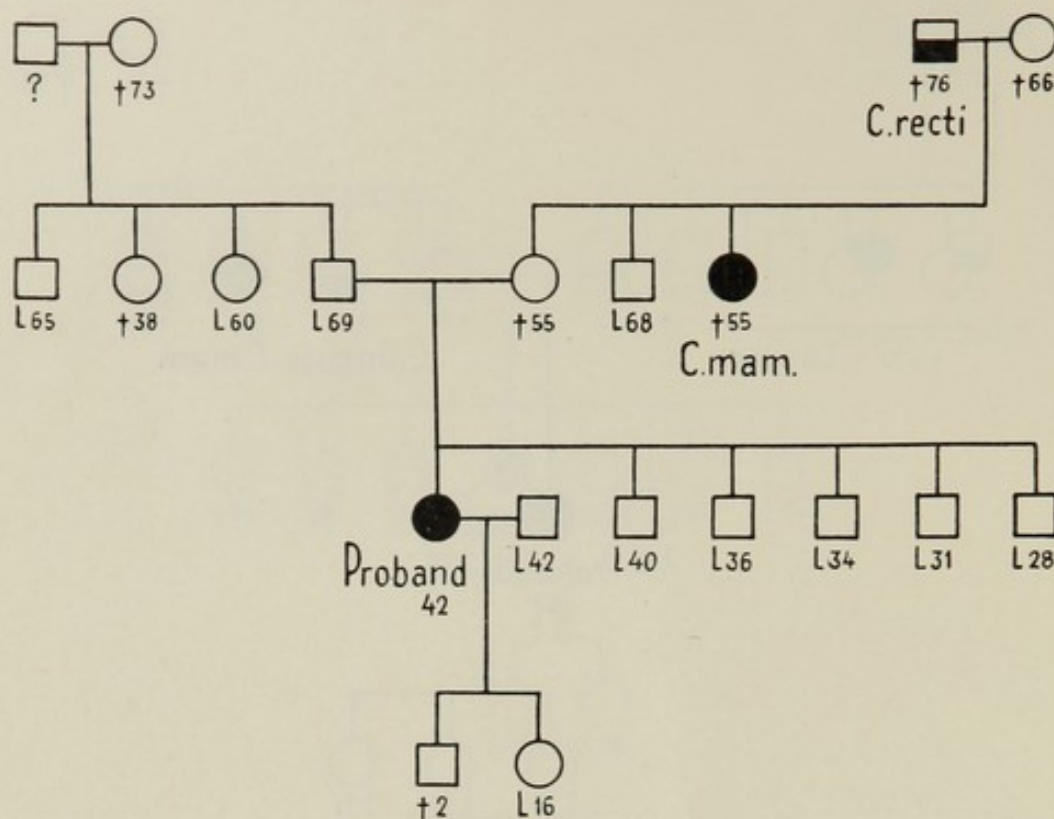 ? †73 †76 †66
C.recti
L65 †38 L60 L69 †55 L68 †55
C.mam.
Proband L42 L40 L36 L34 L31 L28
42
†2 L16